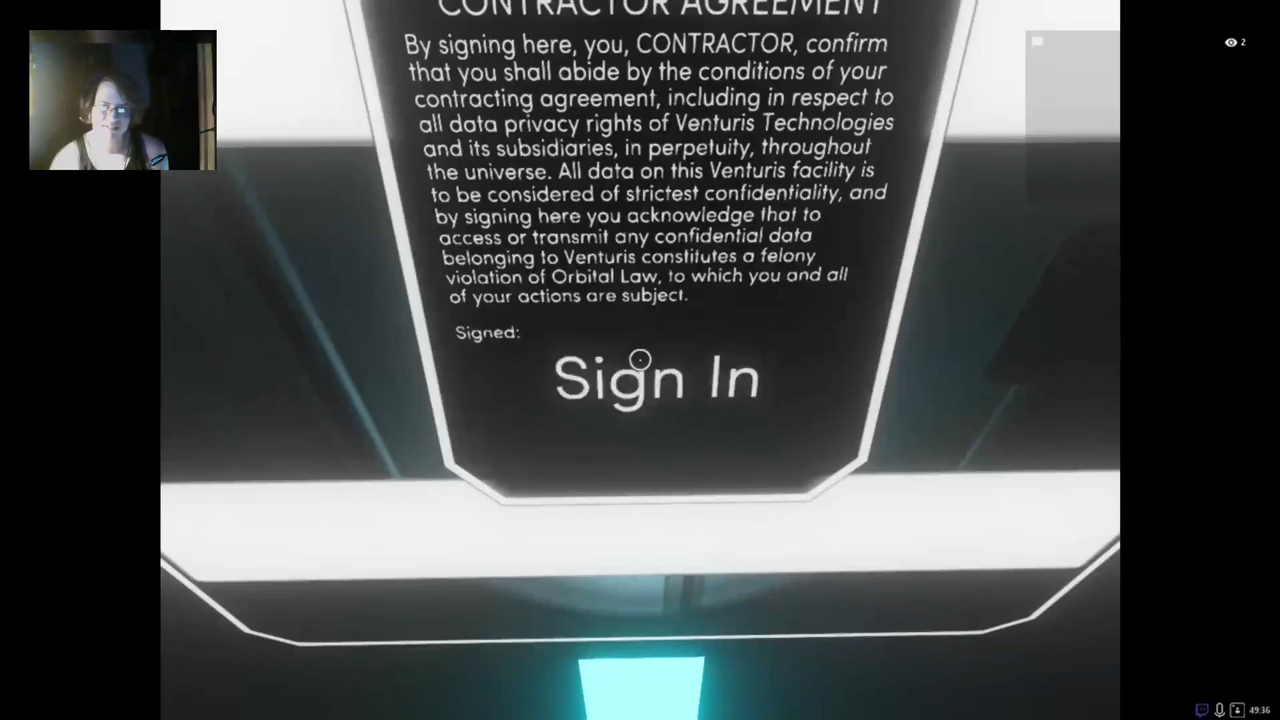 CONTRACTOR AGREEMENT
By signing here, you, CONTRACTOR, confirm
that you shall abide by the conditions of your
contracting agreement, including in respect to
all data privacy rights of Venturis Technologies
and its subsidiaries, in perpetuity, throughout
the universe. All data on this Venturis facility is
to be considered of strictest confidentiality, and
by signing here you acknowledge that to
access or transmit any confidential data
belonging to Venturis constitutes a felony
violation of Orbital Law, to which you and all
of your actions are subject.
Signed:
Sign In
2
49:36